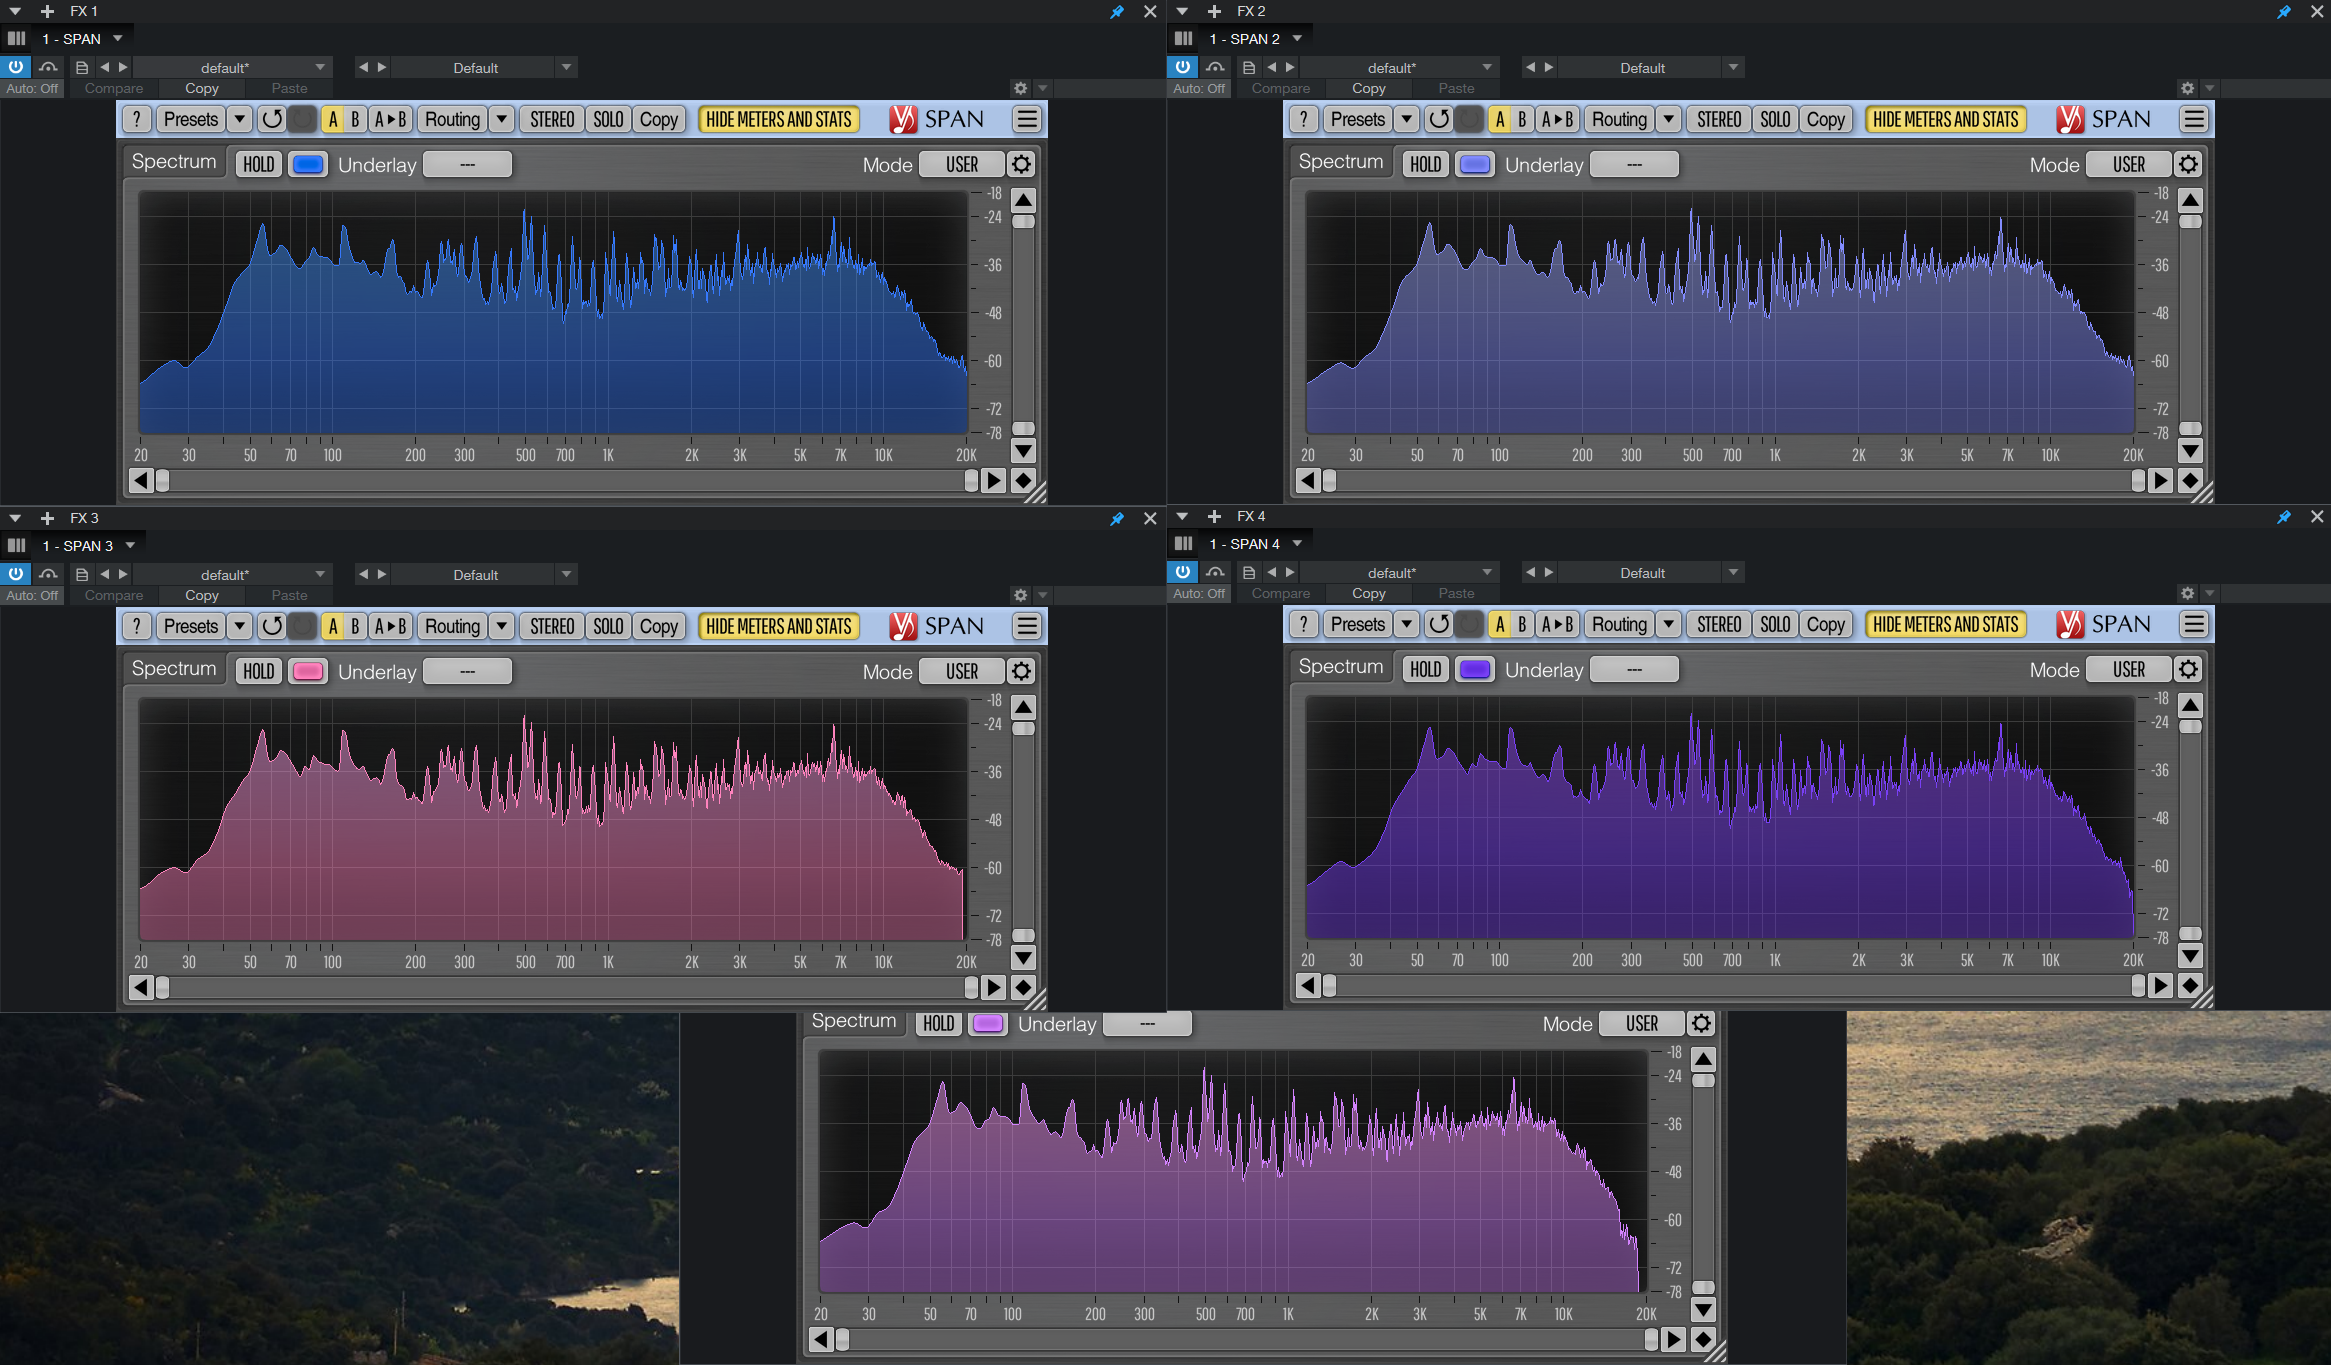 FX 1
1 - SPAN
default*
Default
Auto: Off
Compare
Copy
Paste
? Presets A B A▸B Routing STEREO SOLO Copy HIDE METERS AND STATS SPAN
Spectrum HOLD Underlay --- Mode USER
-18
-24
-36
-48
-60
-72
-78
20 30 50 70 100 200 300 500 700 1K 2K 3K 5K 7K 10K 20K
FX 2
1 - SPAN 2
default*
Default
Auto: Off
Compare
Copy
Paste
? Presets A B A▸B Routing STEREO SOLO Copy HIDE METERS AND STATS SPAN
Spectrum HOLD Underlay --- Mode USER
-18
-24
-36
-48
-60
-72
-78
20 30 50 70 100 200 300 500 700 1K 2K 3K 5K 7K 10K 20K
FX 3
1 - SPAN 3
default*
Default
Auto: Off
Compare
Copy
Paste
? Presets A B A▸B Routing STEREO SOLO Copy HIDE METERS AND STATS SPAN
Spectrum HOLD Underlay --- Mode USER
-18
-24
-36
-48
-60
-72
-78
20 30 50 70 100 200 300 500 700 1K 2K 3K 5K 7K 10K 20K
FX 4
1 - SPAN 4
default*
Default
Auto: Off
Compare
Copy
Paste
? Presets A B A▸B Routing STEREO SOLO Copy HIDE METERS AND STATS SPAN
Spectrum HOLD Underlay --- Mode USER
-18
-24
-36
-48
-60
-72
-78
20 30 50 70 100 200 300 500 700 1K 2K 3K 5K 7K 10K 20K
Spectrum HOLD Underlay --- Mode USER
-18
-24
-36
-48
-60
-72
-78
20 30 50 70 100 200 300 500 700 1K 2K 3K 5K 7K 10K 20K